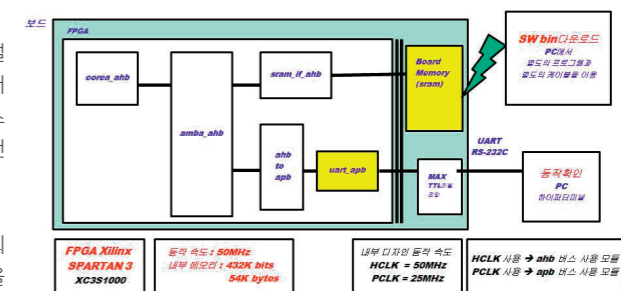 보드
FPGA
corea_ahb
amba_ahb
sram_if_ahb
ahb
to
apb
uart_apb
Board
Memory
(sram)
MAX
SW bin다운로드
PC에서
별도의 프로그램과
별도의 케이블을 이용
UART
RS-232C
동작확인
PC
하이퍼터미널
FPGA Xilinx
SPARTAN 3
XC3S1000
동작 속도 : 50MHz
내부 메모리 : 432K bits
54K bytes
내부 디자인 동작 속도
HCLK = 50MHz
PCLK = 25MHz
HCLK 사용 → ahb 버스 사용 모듈
PCLK 사용 → apb 버스 사용 모듈